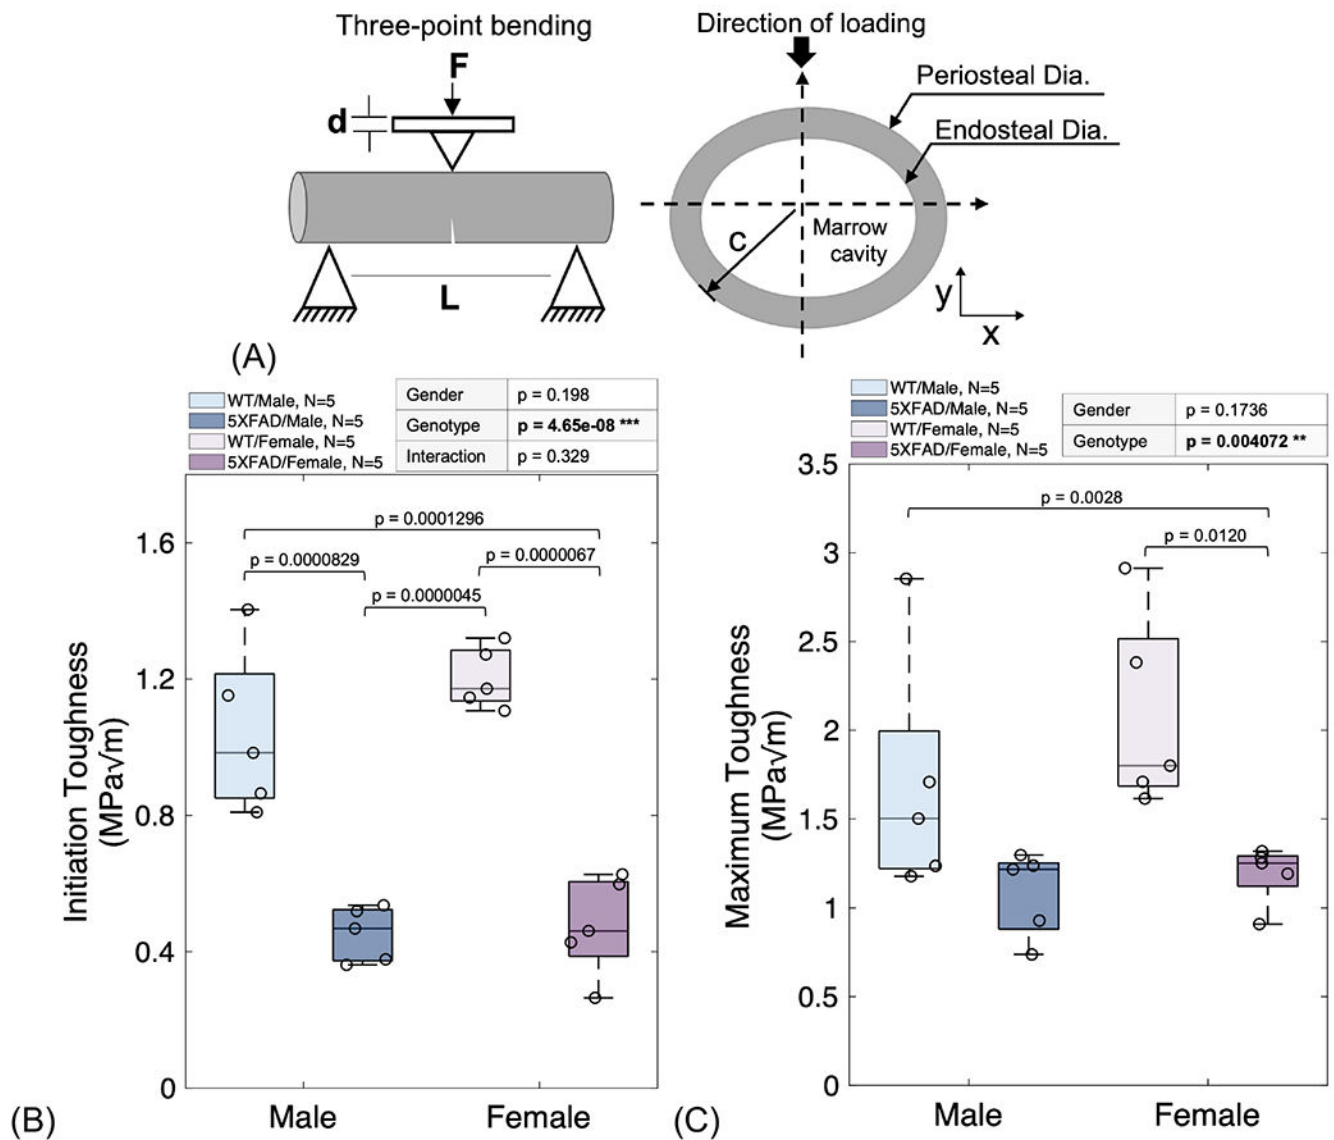 Three-point bending
F
d
L
(A)
Direction of loading
Periosteal Dia.
Endosteal Dia.
Marrow
cavity
c
y
x
WT/Male, N=5
5XFAD/Male, N=5
WT/Female, N=5
5XFAD/Female, N=5
Gender p = 0.198
Genotype p = 4.65e-08 ***
Interaction p = 0.329
p = 0.0001296
p = 0.0000829
p = 0.0000067
p = 0.0000045
Initiation Toughness
(MPa√m)
1.6
1.2
0.8
0.4
0
Male
Female
(B)
WT/Male, N=5
5XFAD/Male, N=5
WT/Female, N=5
5XFAD/Female, N=5
Gender p = 0.1736
Genotype p = 0.004072 **
p = 0.0028
p = 0.0120
Maximum Toughness
(MPa√m)
3.5
3
2.5
2
1.5
1
0.5
0
Male
Female
(C)